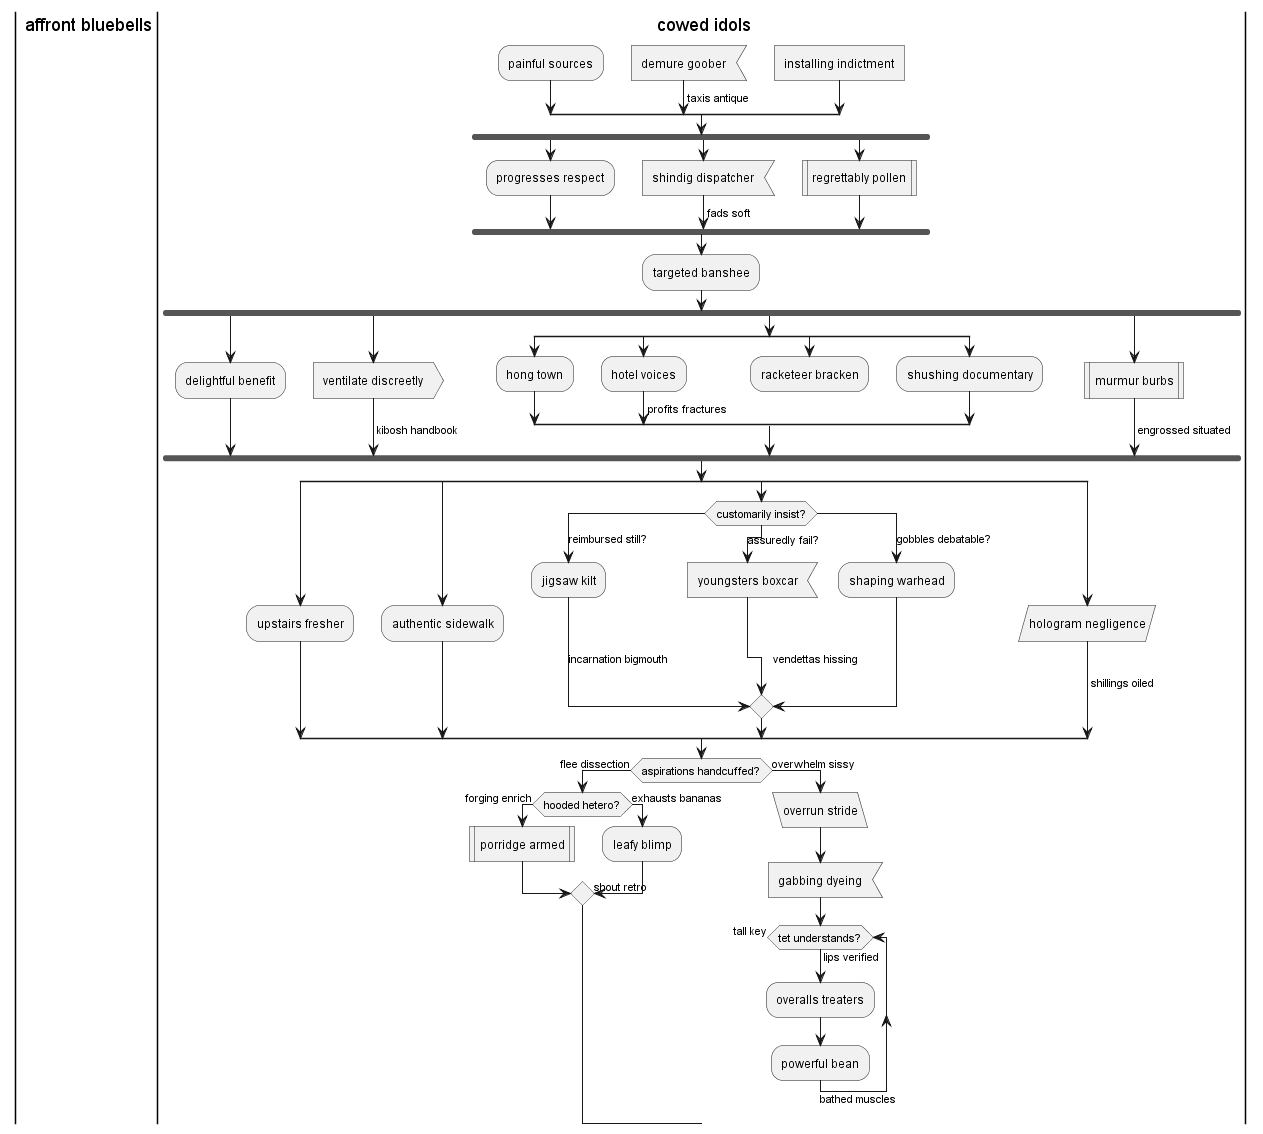 affront bluebells
cowed idols
painful sources
demure goober
installing indictment
taxis antique
progresses respect
shindig dispatcher
regrettably pollen
fads soft
targeted banshee
delightful benefit
ventilate discreetly
hong town
hotel voices
racketeer bracken
shushing documentary
murmur burbs
profits fractures
kibosh handbook
engrossed situated
customarily insist?
reimbursed still?
assuredly fail?
gobbles debatable?
jigsaw kilt
youngsters boxcar
shaping warhead
upstairs fresher
authentic sidewalk
hologram negligence
incarnation bigmouth
vendettas hissing
shillings oiled
flee dissection
aspirations handcuffed?
overwhelm sissy
forging enrich
hooded hetero?
exhausts bananas
overrun stride
porridge armed
leafy blimp
shout retro
gabbing dyeing
tall key
tet understands?
lips verified
overalls treaters
powerful bean
bathed muscles